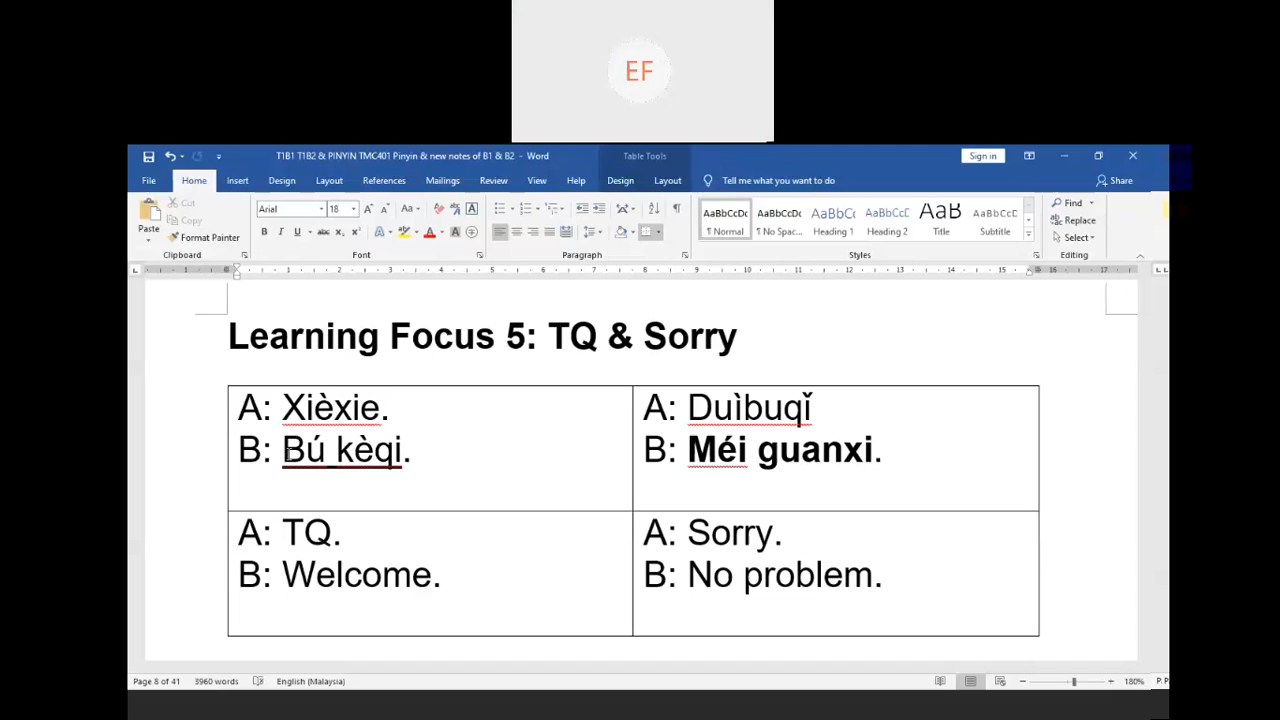 EF
T1B1 T1B2 & PINYIN TMC401 Pinyin & new notes of B1 & B2 - Word
Table Tools
Sign in
File Home Insert Design Layout References Mailings Review View Help Design Layout Tell me what you want to do Share
Paste
Cut
Copy
Format Painter
Clipboard
Arial 18
Font
Paragraph
AaBbCcDc AaBbCcDc AaBbCc AaBbCcC AaB AaBbCcD
¶ Normal ¶ No Spac... Heading 1 Heading 2 Title Subtitle
Styles
Find
Replace
Select
Editing
Learning Focus 5: TQ & Sorry
A: Xièxie.
B: Bú kèqi.
A: Duìbuqǐ
B: Méi guanxi.
A: TQ.
B: Welcome.
A: Sorry.
B: No problem.
Page 8 of 41 3960 words English (Malaysia) 180%